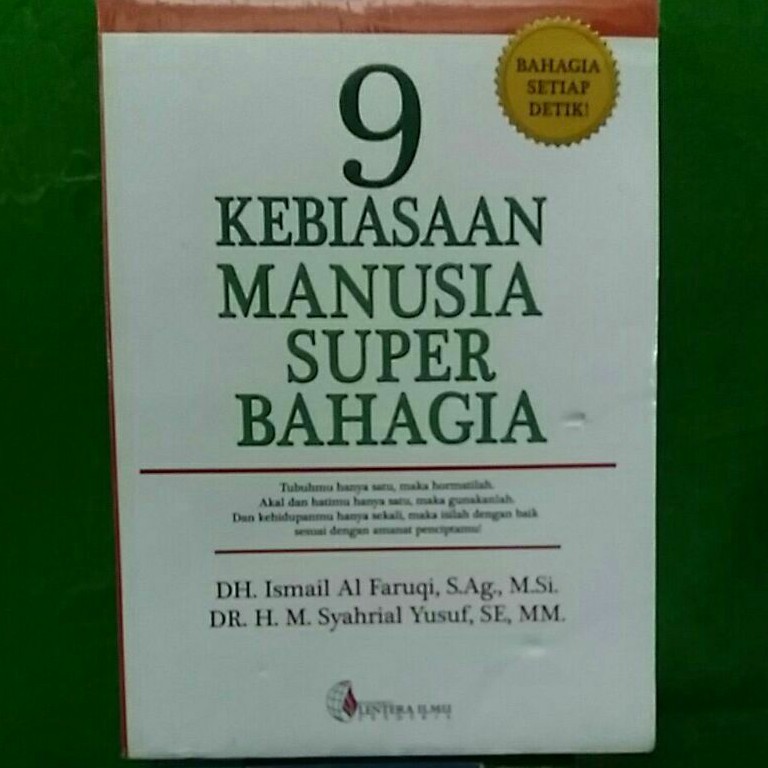 BAHAGIA
SETIAP
DETIK!
9
KEBIASAAN
MANUSIA
SUPER
BAHAGIA
Tubuhmu hanya satu, maka hormatilah.
Akal dan hatimu hanya satu, maka gunakanlah.
Dan kehidupanmu hanya sekali, maka isilah dengan baik
sesuai dengan amanat penciptamu!
DH. Ismail Al Faruqi, S.Ag., M.Si.
DR. H. M. Syahrial Yusuf, SE, MM.
LENTERA ILMU